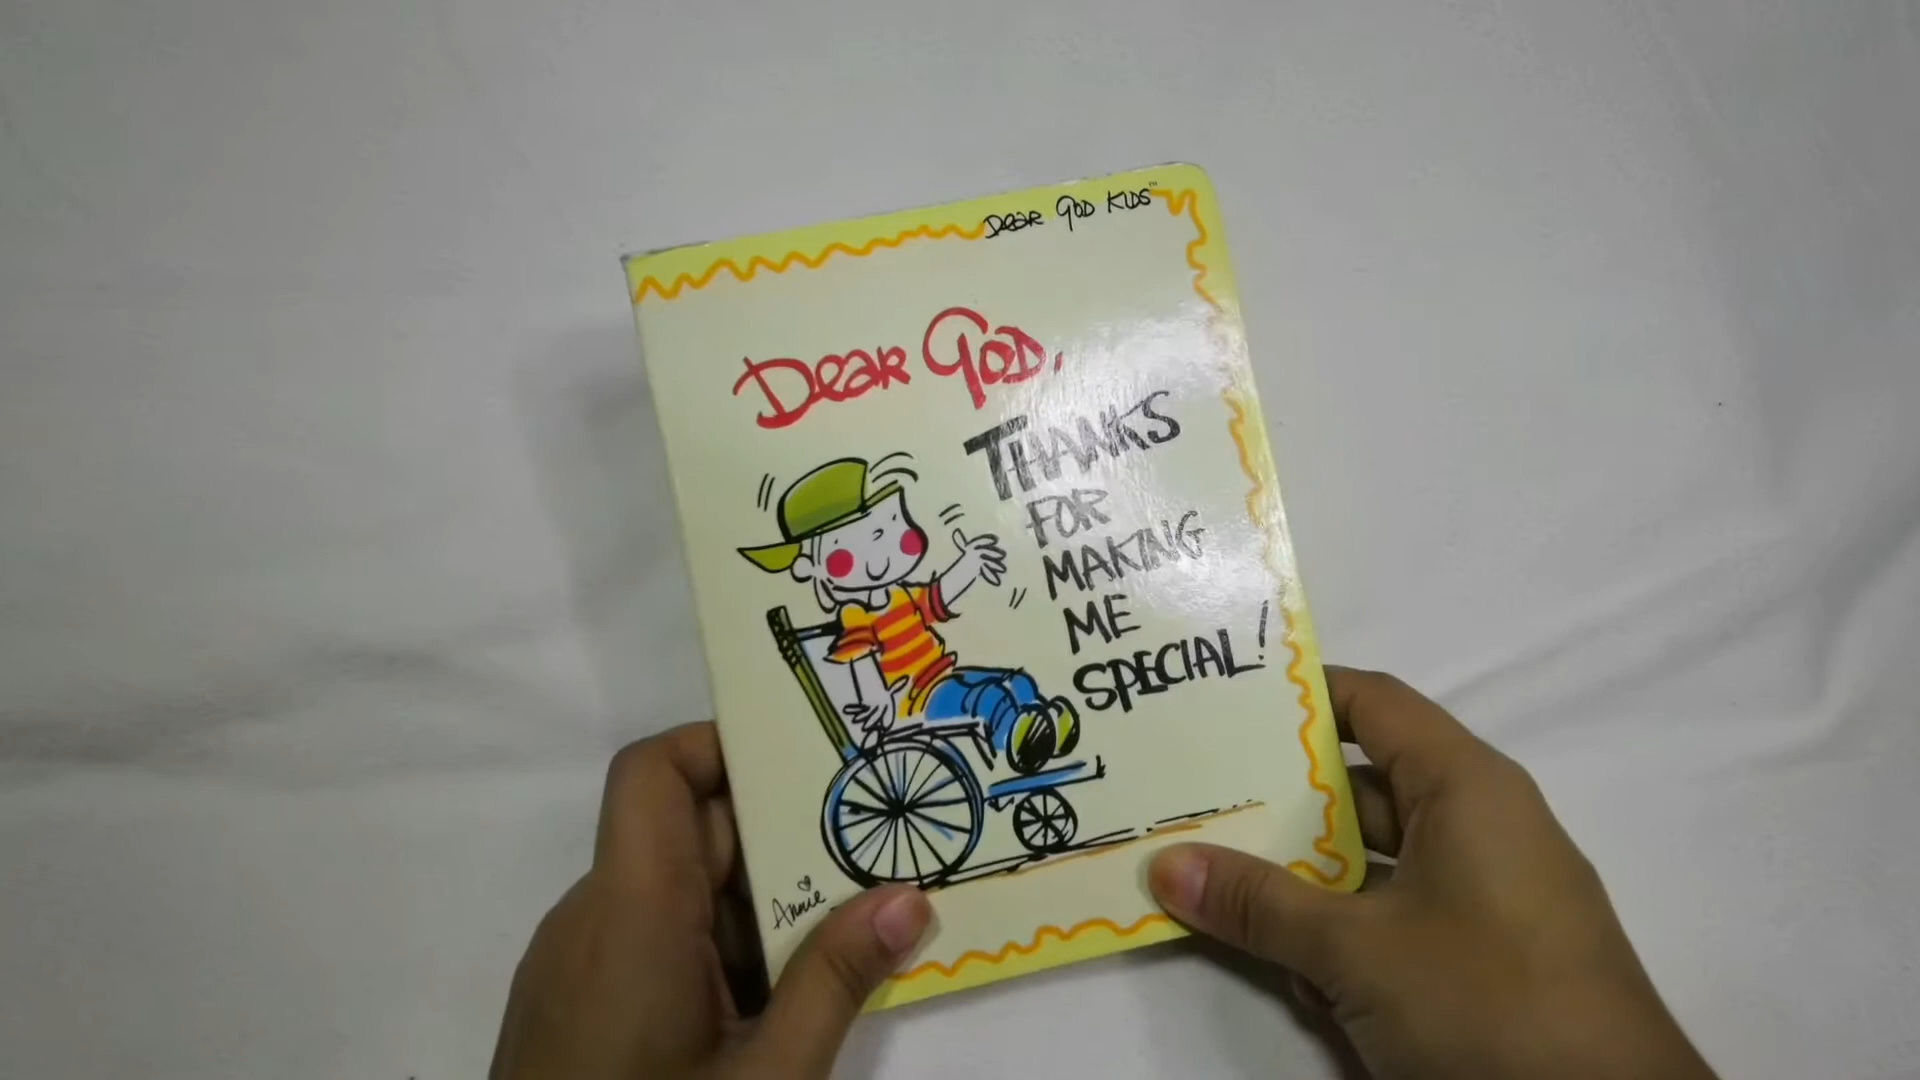 Dear God Kids™
Dear God,
THANKS
FOR
MAKING
ME
SPECIAL!
Annie